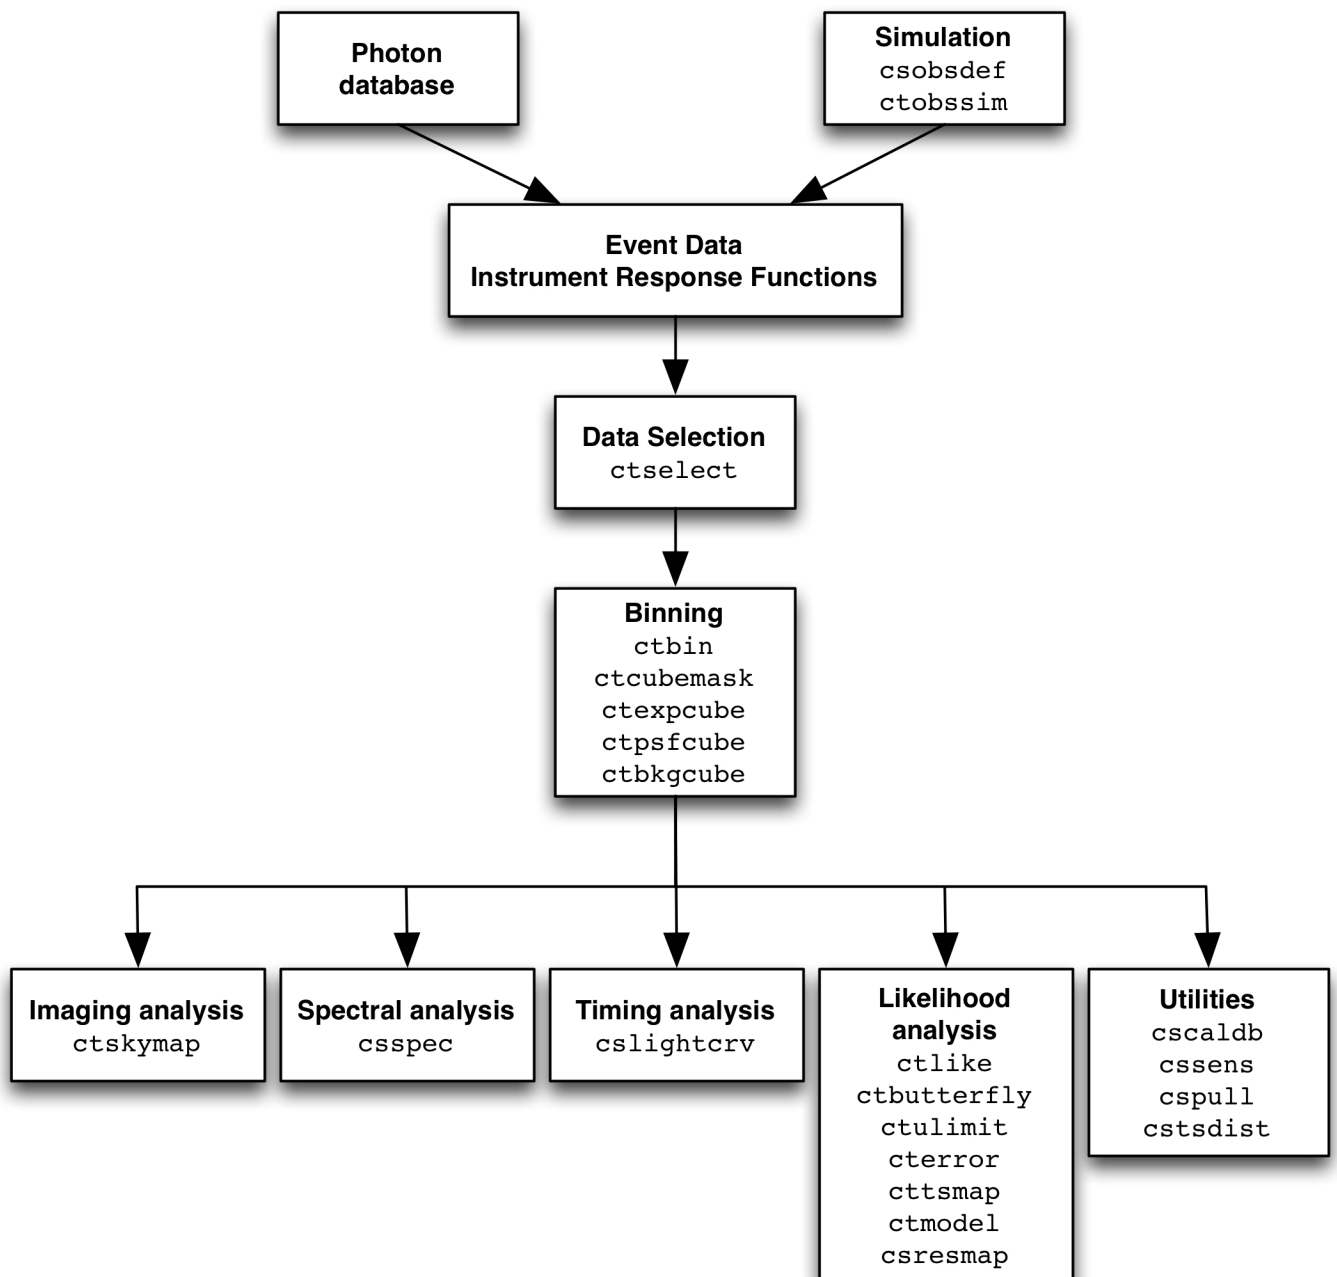 Photon
database
Simulation
csobsdef
ctobssim
Event Data
Instrument Response Functions
Data Selection
ctselect
Binning
ctbin
ctcubemask
ctexpcube
ctpsfcube
ctbkgcube
Imaging analysis
ctskymap
Spectral analysis
csspec
Timing analysis
cslightcrv
Likelihood
analysis
ctlike
ctbutterfly
ctulimit
cterror
cttsmap
ctmodel
csresmap
Utilities
cscaldb
cssens
cspull
cstsdist